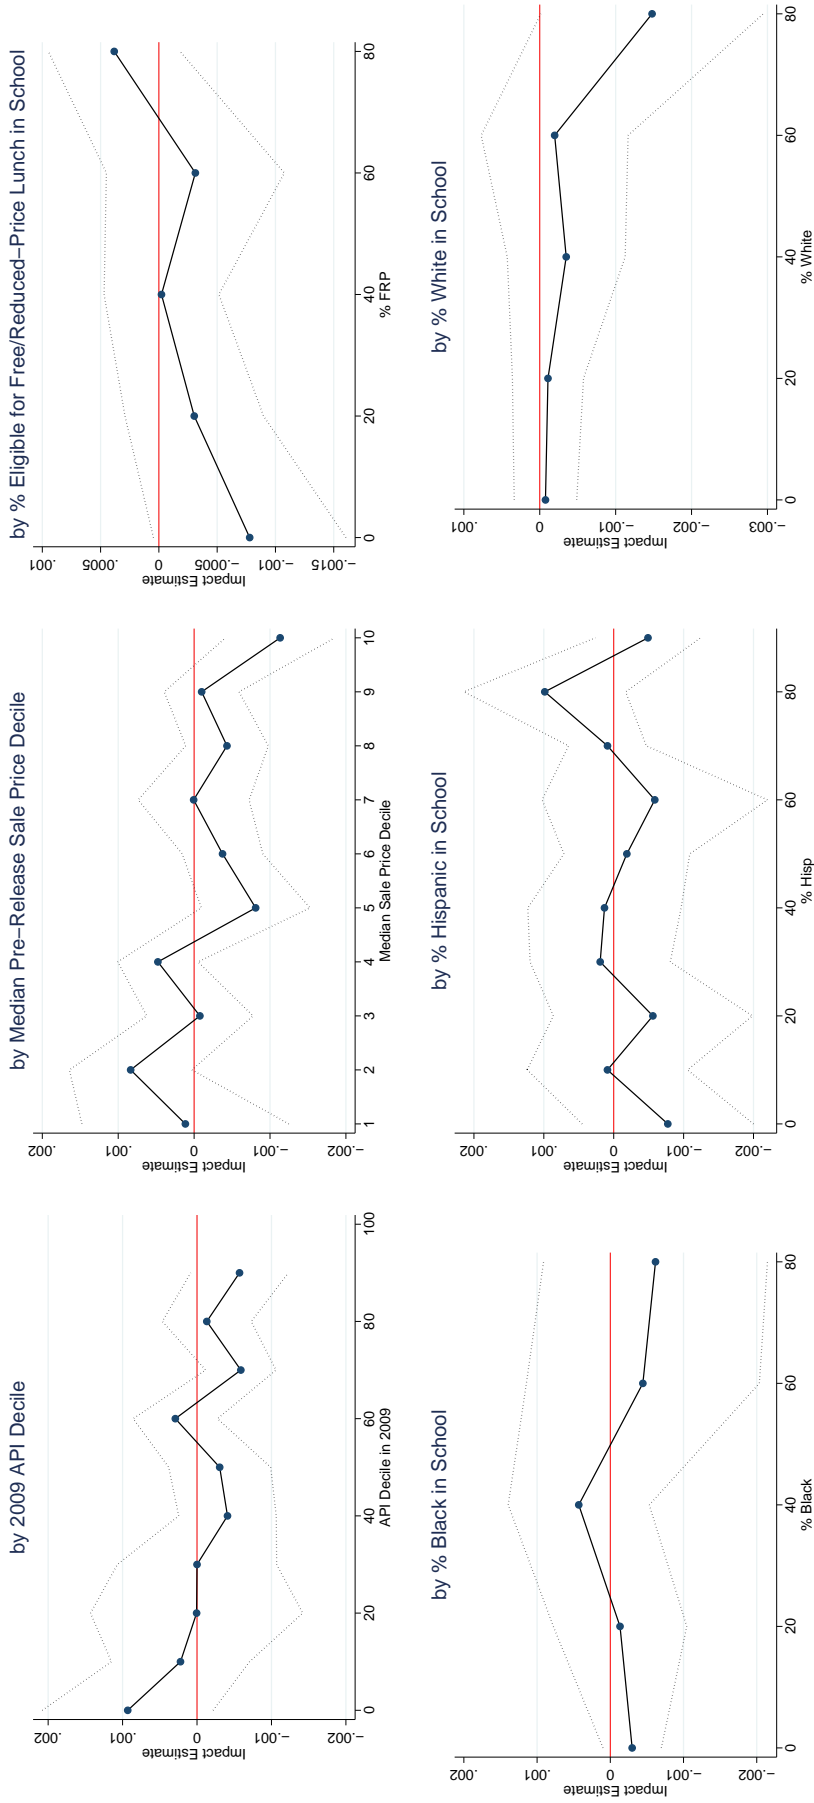 by 2009 API Decile
Impact Estimate
.002
.001
0
−.001
−.002
0 20 40 60 80 100
API Decile in 2009
by Median Pre−Release Sale Price Decile
Impact Estimate
.002
.001
0
−.001
−.002
1 2 3 4 5 6 7 8 9 10
Median Sale Price Decile
by % Eligible for Free/Reduced−Price Lunch in School
Impact Estimate
.001
.0005
0
−.0005
−.001
−.0015
0 20 40 60 80
% FRP
by % Black in School
Impact Estimate
.002
.001
0
−.001
−.002
0 20 40 60 80
% Black
by % Hispanic in School
Impact Estimate
.002
.001
0
−.001
−.002
0 20 40 60 80
% Hisp
by % White in School
Impact Estimate
.001
0
−.001
−.002
−.003
0 20 40 60 80
% White